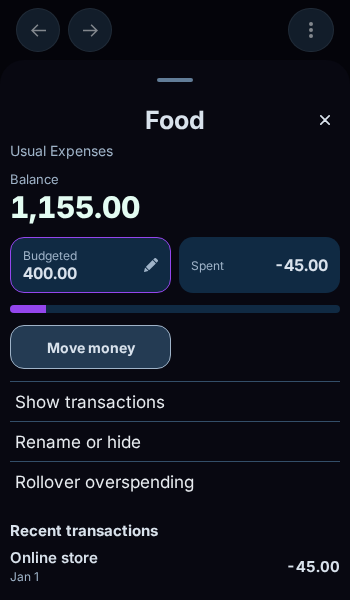 Food
Usual Expenses
Balance
1,155.00
Budgeted
400.00
Spent
-45.00
Move money
Show transactions
Rename or hide
Rollover overspending
Recent transactions
Online store
-45.00
Jan 1